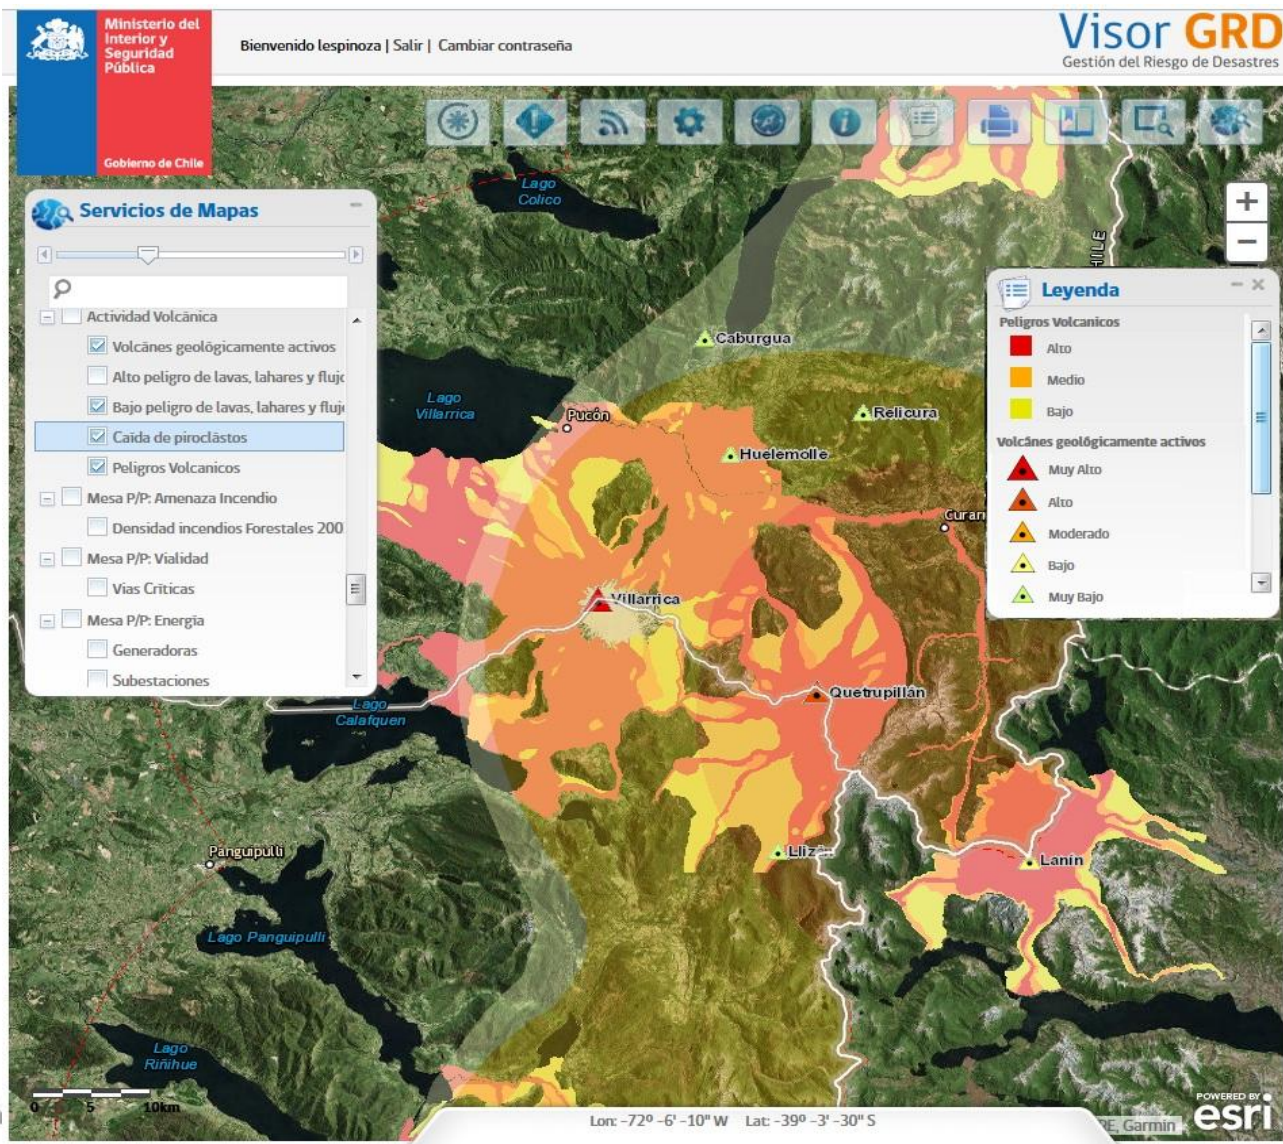 Ministerio del
Interior y
Seguridad
Pública
Gobierno de Chile
Bienvenido lespinoza | Salir | Cambiar contraseña
Visor GRD
Gestión del Riesgo de Desastres
Servicios de Mapas
Actividad Volcánica
Volcánes geológicamente activos
Alto peligro de lavas, lahares y flujo
Bajo peligro de lavas, lahares y flujo
Caída de piroclástos
Peligros Volcanicos
Mesa P/P: Amenaza Incendio
Densidad incendios Forestales 200
Mesa P/P: Vialidad
Vias Críticas
Mesa P/P: Energia
Generadoras
Subestaciones
Lago
Colico
Caburgua
Lago
Villarrica
Pucón
Relicura
Huelemolle
Villarrica
Quetrupillán
Lago
Calafquen
Panguipulli
Lanín
Lago Panguipulli
Lago
Riñihue
Leyenda
Peligros Volcanicos
Alto
Medio
Bajo
Volcánes geológicamente activos
Muy Alto
Alto
Moderado
Bajo
Muy Bajo
0 5 10km
Lon: -72º -6' -10" W Lat: -39º -3' -30" S
Garmin
POWERED BY
esri